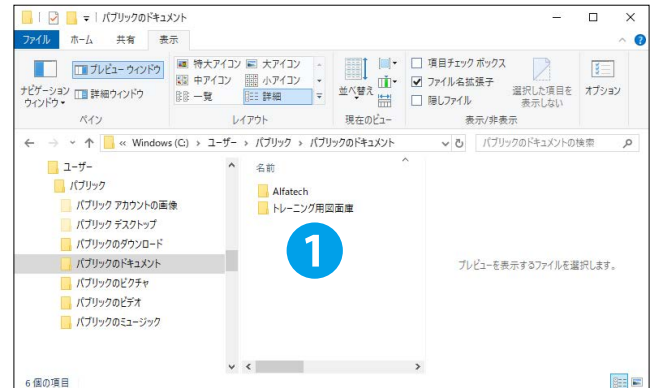 パブリックのドキュメント
ファイル ホーム 共有 表示
ナビゲーション ウィンドウ
プレビュー ウィンドウ
詳細ウィンドウ
ペイン
特大アイコン 大アイコン
中アイコン 小アイコン
一覧 詳細
レイアウト
並べ替え
現在のビュー
項目チェック ボックス
ファイル名拡張子
隠しファイル
選択した項目を
表示しない
表示/非表示
オプション
« Windows (C:) › ユーザー › パブリック › パブリックのドキュメント
パブリックのドキュメントの検索
ユーザー
パブリック
パブリック アカウントの画像
パブリック デスクトップ
パブリックのダウンロード
パブリックのドキュメント
パブリックのピクチャ
パブリックのビデオ
パブリックのミュージック
名前
Alfatech
トレーニング用図面庫
1
プレビューを表示するファイルを選択します。
6 個の項目